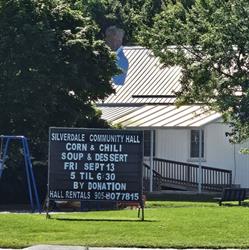 SILVERDALE COMMUNITY HALL
CORN & CHILI
SOUP & DESSERT
FRI SEPT 13
5 TIL 6:30
BY DONATION
HALL RENTALS 905-8077815